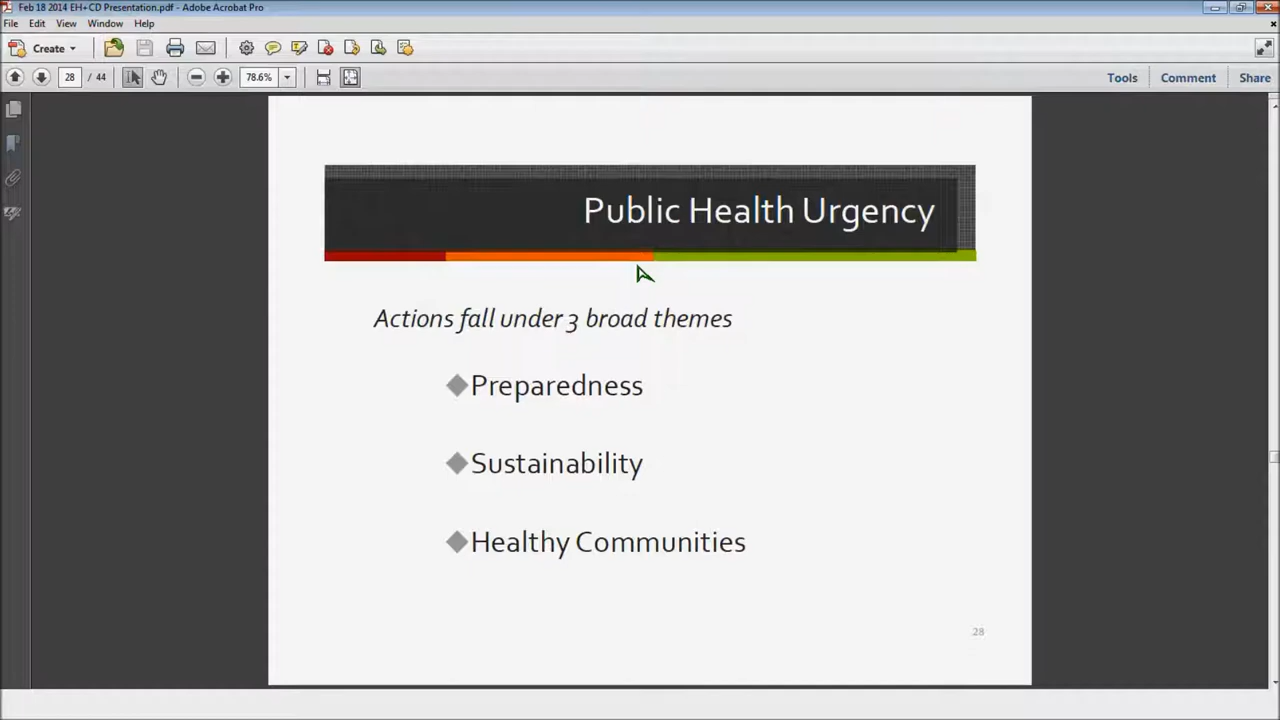 Feb 18 2014 EH+CD Presentation.pdf - Adobe Acrobat Pro
File Edit View Window Help
Create
28 / 44 78.6% Tools Comment Share
Public Health Urgency
Actions fall under 3 broad themes
Preparedness
Sustainability
Healthy Communities
28